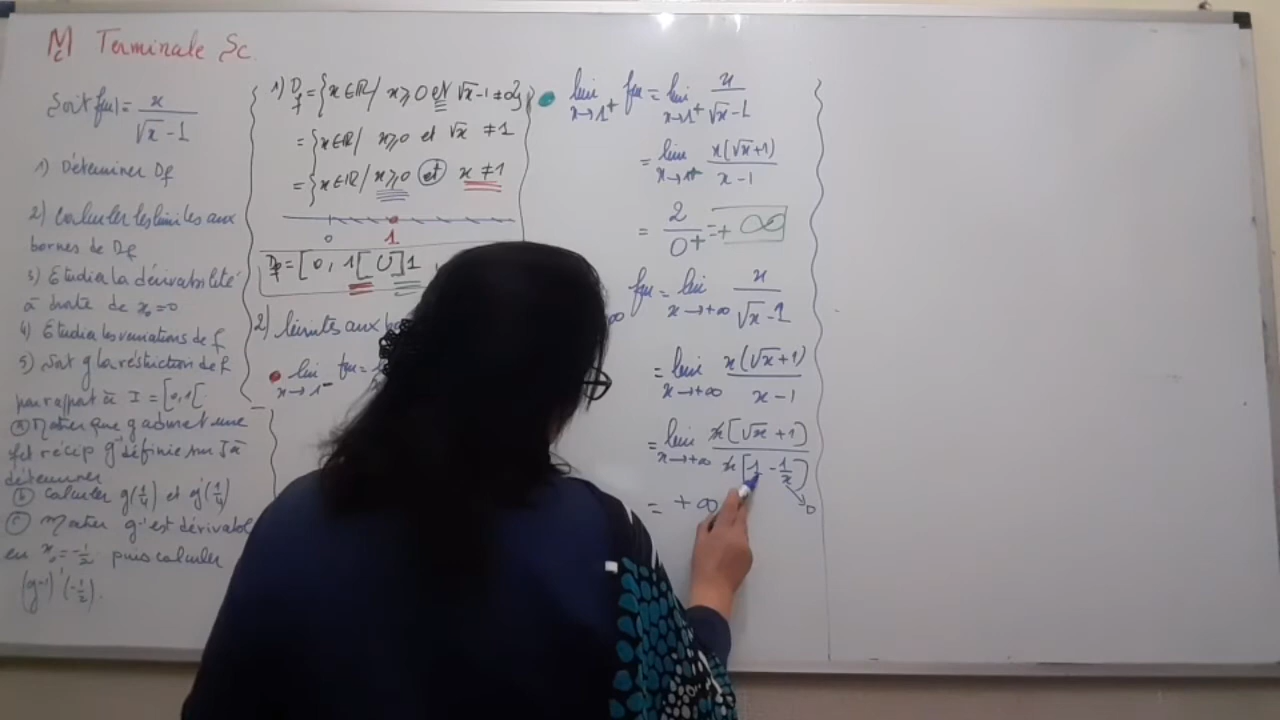 M Terminale Sc.
c
Soit f(x) = x / (√x - 1)
1) Déterminer Df
2) Calculer les limites aux
bornes de Df
3) Etudier la dérivabilité
à droite de x₀=0
4) Etudier les variations de f
5) Soit g la réstriction de f
par rapport à I = [0,1[
a) Montrer que g admet une
fct récip g⁻¹ définie sur J à
déterminer
b) Calculer g(1/4) et g'(1/4)
c) Montrer g⁻¹ est dérivable
en x₀ = -1/2 puis calculer
(g⁻¹)'(-1/2).
1) Df = {x ∈ ℝ / x ≥ 0 et √x - 1 ≠ 0}
= {x ∈ ℝ / x ≥ 0 et √x ≠ 1
= {x ∈ ℝ / x ≥ 0 et x ≠ 1
0 1
Df = [0, 1[ ∪ ]1
2) limites aux
lim f(x) =
x→1⁻
lim f(x) = lim x / (√x - 1)
x→1⁺ x→1⁺
= lim x(√x + 1) / (x - 1)
x→1⁺
= 2 / 0⁺ = +∞
f(x) = lim x / (√x - 1)
∞ x→+∞
= lim x(√x + 1) / (x - 1)
x→+∞
= lim x[√x + 1] / x[1 - 1/x]
x→+∞
→ 0
= +∞